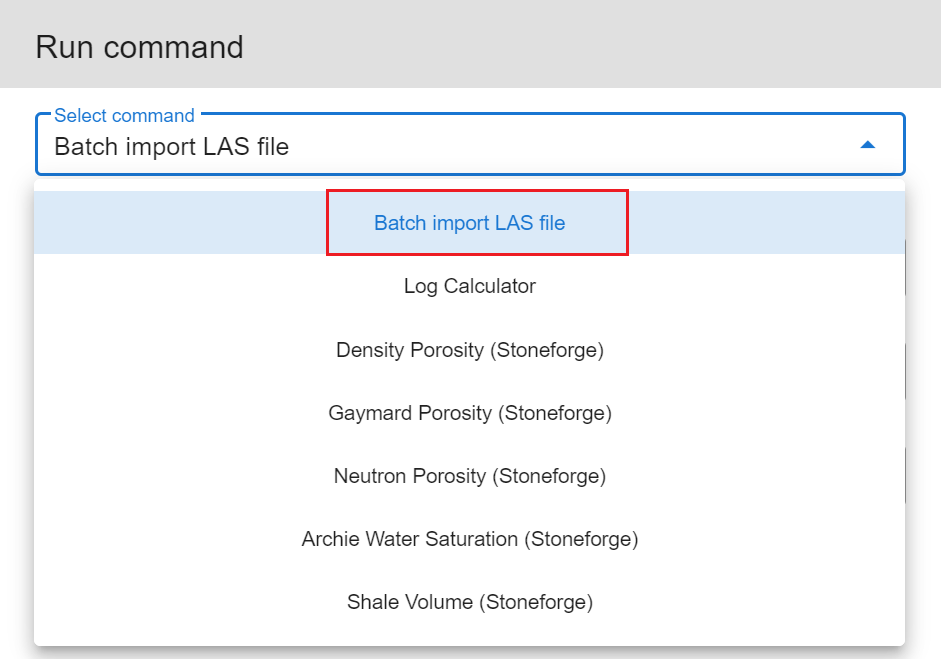 Run command
Select command
Batch import LAS file
Batch import LAS file
Log Calculator
Density Porosity (Stoneforge)
Gaymard Porosity (Stoneforge)
Neutron Porosity (Stoneforge)
Archie Water Saturation (Stoneforge)
Shale Volume (Stoneforge)